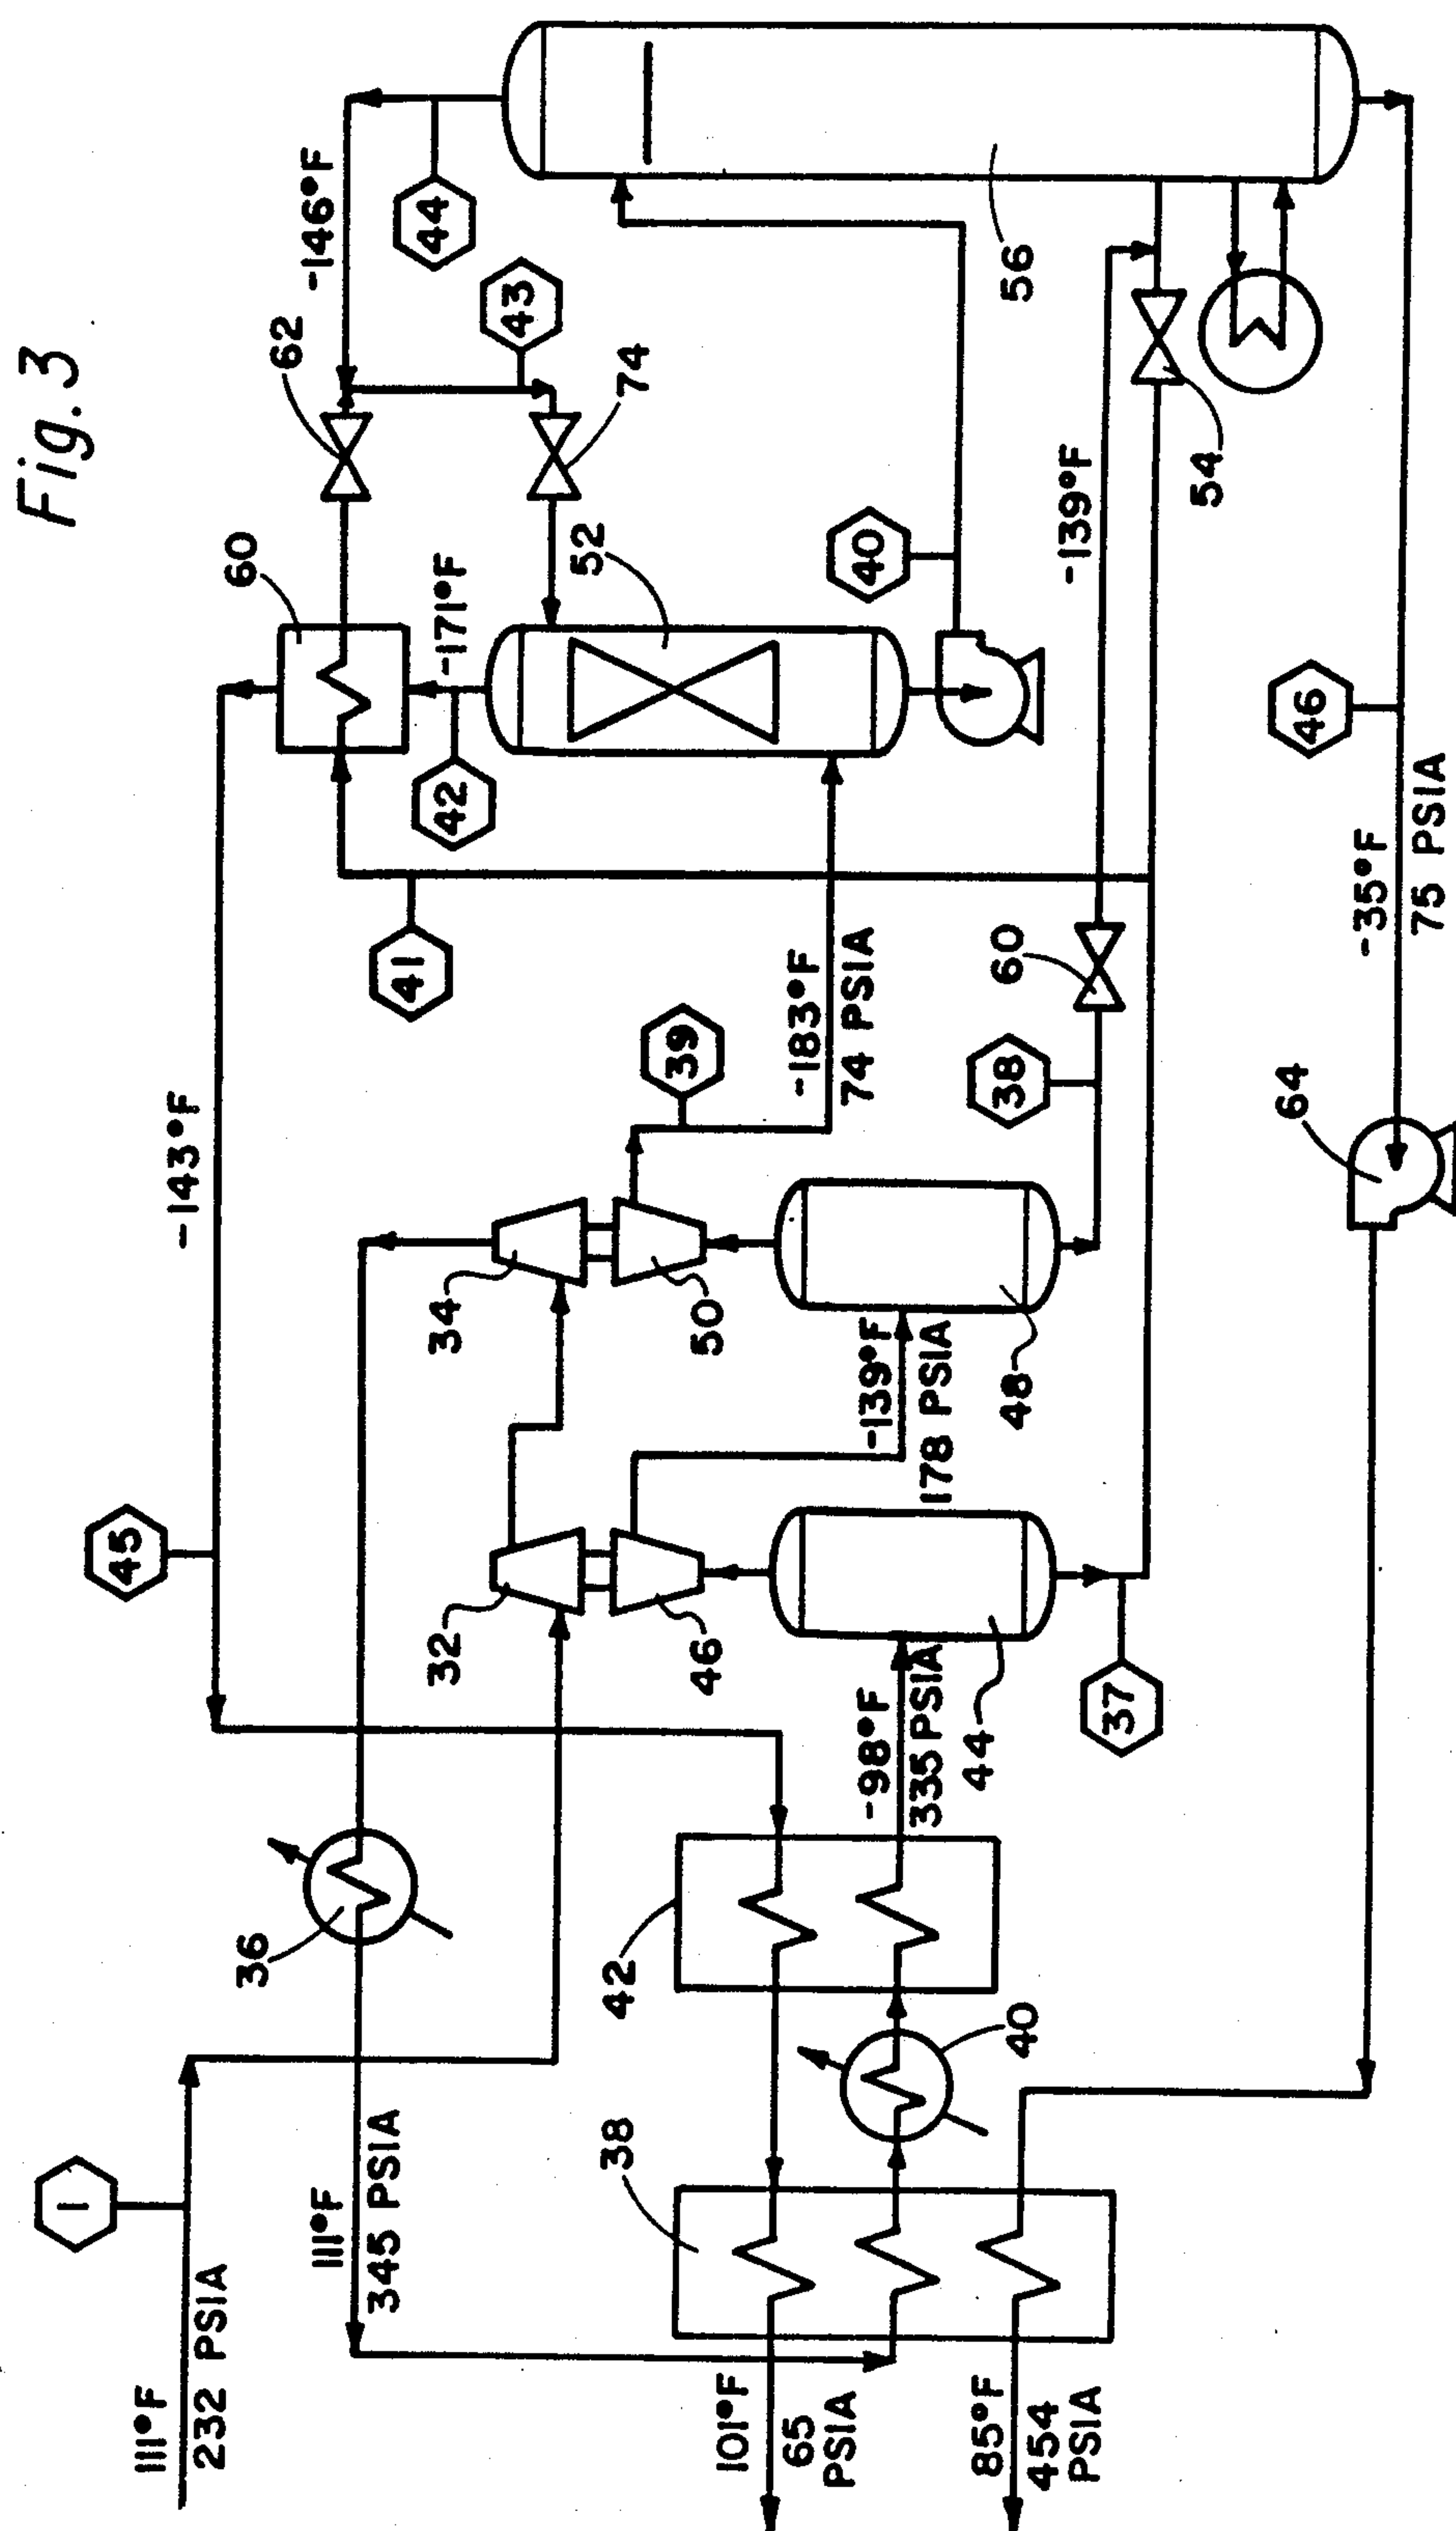 Fig. 3
111°F
232 PSIA
1
111°F
345 PSIA
36
45
-143°F
60
62
-146°F
44
43
74
-171°F
42
52
41
32
34
46
50
39
-183°F
74 PSIA
40
56
38
42
40
-98°F
335 PSIA
44
-139°F
178 PSIA
48
38
60
-139°F
54
37
101°F
65
PSIA
85°F
454
PSIA
64
46
-35°F
75 PSIA